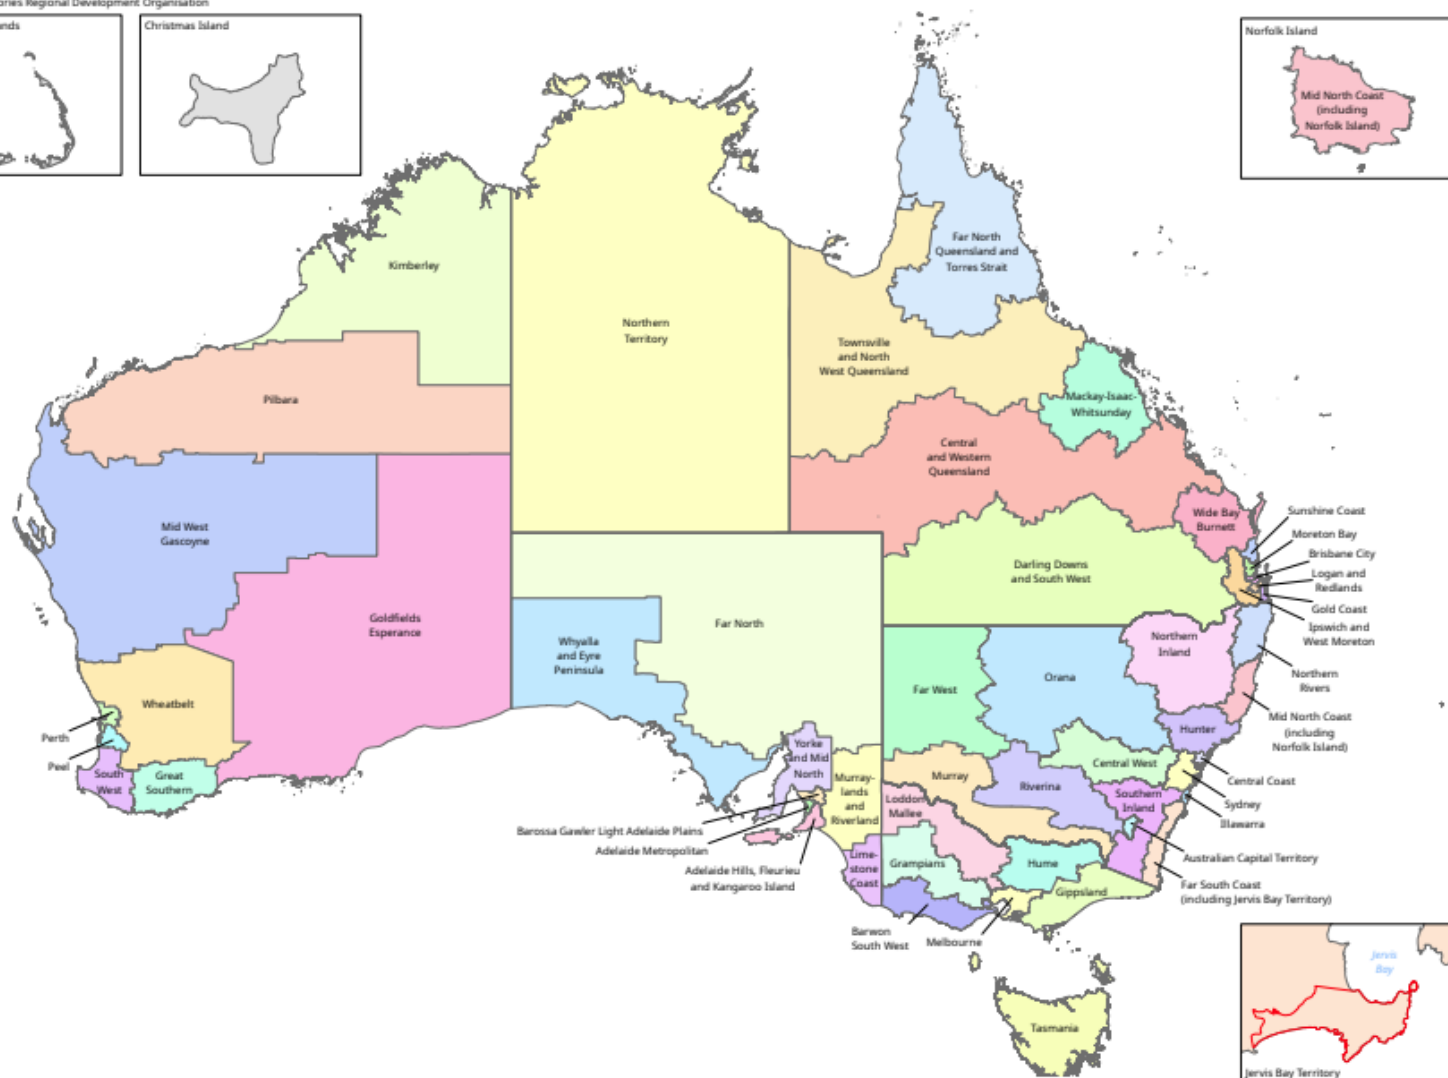 Regional Development Organisation
Christmas Island
Norfolk Island
Mid North Coast
(including
Norfolk Island)
Kimberley
Far North
Queensland and
Torres Strait
Northern
Territory
Townsville
and North
West Queensland
Pilbara
Mackay-Isaac-
Whitsunday
Central
and Western
Queensland
Mid West
Gascoyne
Wide Bay
Burnett
Sunshine Coast
Moreton Bay
Brisbane City
Logan and
Redlands
Gold Coast
Ipswich and
West Moreton
Darling Downs
and South West
Goldfields
Esperance
Far North
Whyalla
and Eyre
Peninsula
Northern
Inland
Northern
Rivers
Far West
Orana
Wheatbelt
Mid North Coast
(including
Norfolk Island)
Hunter
Perth
Peel
South
West
Great
Southern
Yorke
and Mid
North
Murray-
lands
and
Riverland
Murray
Riverina
Central West
Southern
Inland
Central Coast
Sydney
Illawarra
Loddon
Mallee
Barossa Gawler Light Adelaide Plains
Adelaide Metropolitan
Adelaide Hills, Fleurieu
and Kangaroo Island
Lime-
stone
Coast
Grampians
Hume
Gippsland
Australian Capital Territory
Far South Coast
(including Jervis Bay Territory)
Barwon
South West
Melbourne
Tasmania
Jervis
Bay
Jervis Bay Territory